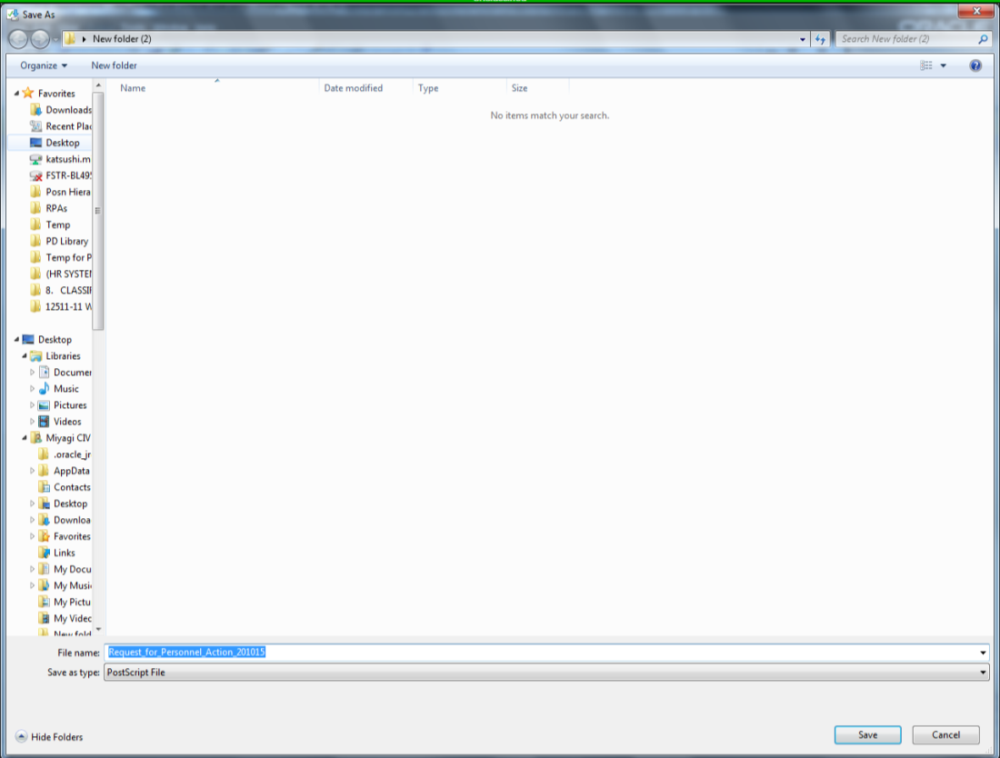 Save As
New folder (2)
Search New folder (2)
Organize
New folder
Name
Date modified
Type
Size
No items match your search.
Favorites
Downloads
Recent Plac
Desktop
katsushi.m
FSTR-BL495
Posn Hiera
RPAs
Temp
PD Library
Temp for P
(HR SYSTEM
8. CLASSIF
12511-11 W
Desktop
Libraries
Documen
Music
Pictures
Videos
Miyagi CIV
.oracle_jr
AppData
Contacts
Desktop
Downloa
Favorites
Links
My Docu
My Musi
My Pictu
My Videc
New fold
File name:
Request_for_Personnel_Action_201015
Save as type:
PostScript File
Hide Folders
Save
Cancel